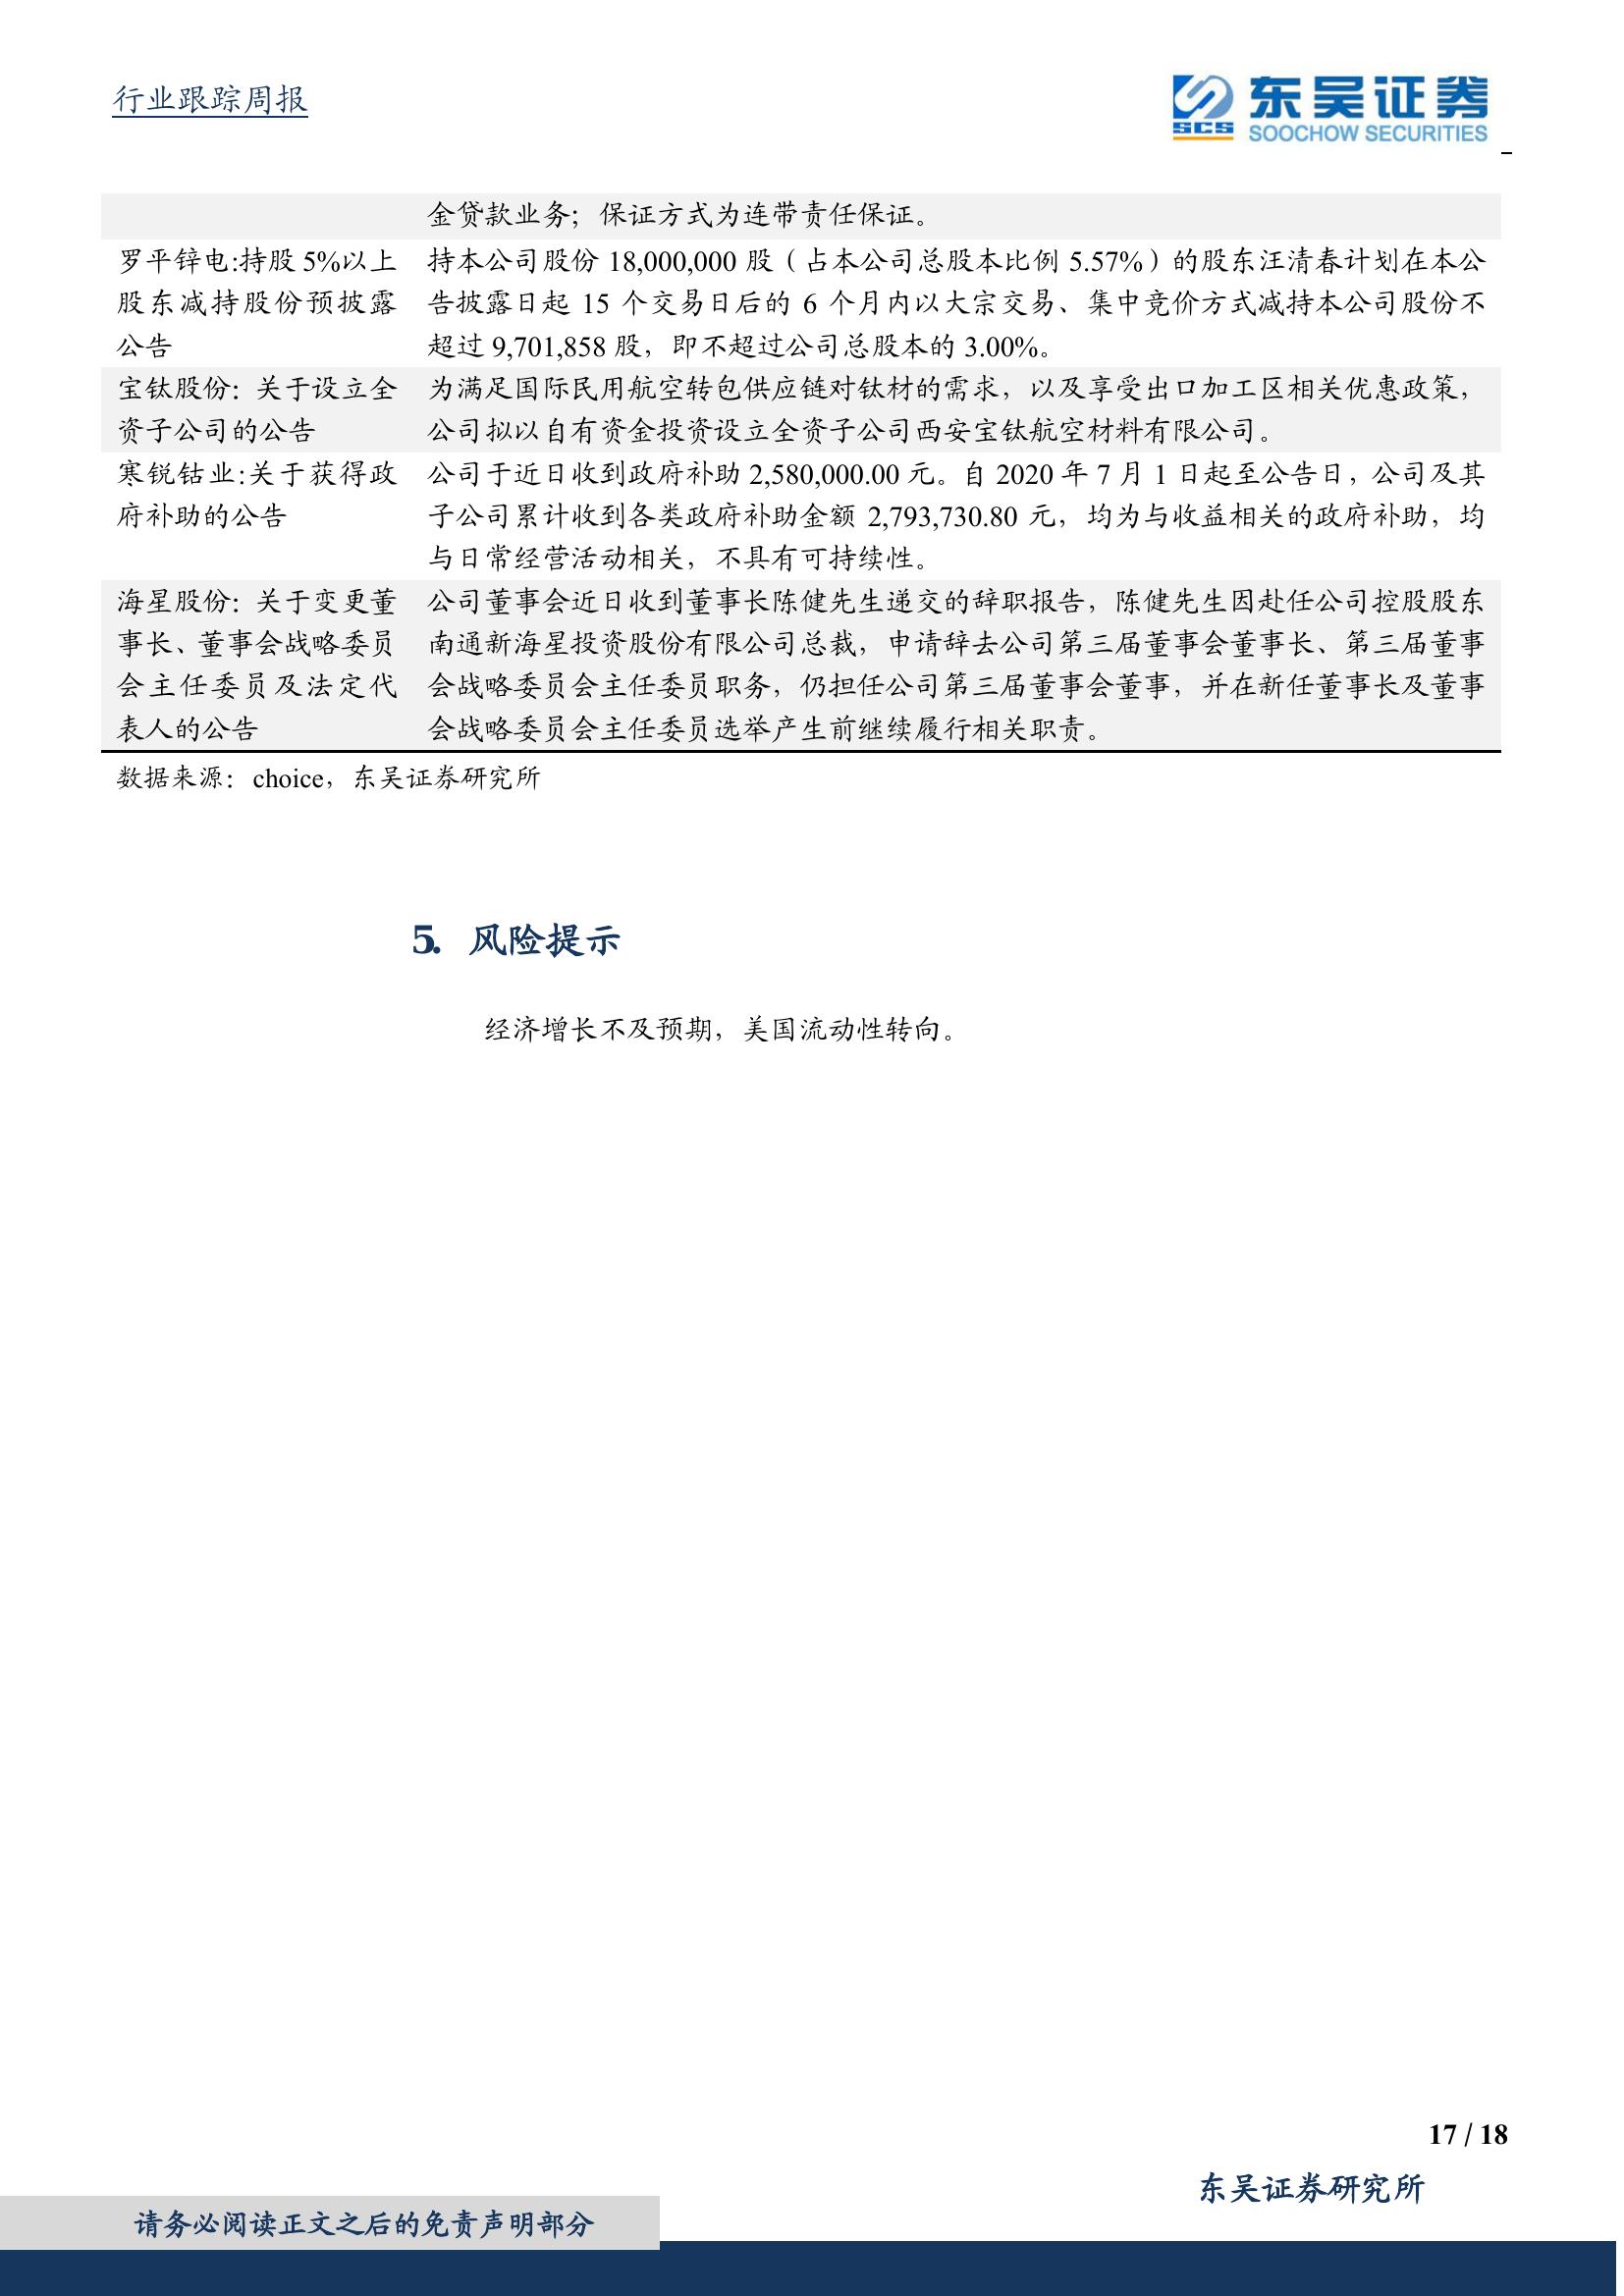 行业跟踪周报
SCS 东吴证券
SOOCHOW SECURITIES
金贷款业务；保证方式为连带责任保证。
罗平锌电:持股 5%以上
股东减持股份预披露
公告
持本公司股份 18,000,000 股（占本公司总股本比例 5.57%）的股东汪清春计划在本公
告披露日起 15 个交易日后的 6 个月内以大宗交易、集中竞价方式减持本公司股份不
超过 9,701,858 股，即不超过公司总股本的 3.00%。
宝钛股份：关于设立全
资子公司的公告
为满足国际民用航空转包供应链对钛材的需求，以及享受出口加工区相关优惠政策，
公司拟以自有资金投资设立全资子公司西安宝钛航空材料有限公司。
寒锐钴业:关于获得政
府补助的公告
公司于近日收到政府补助 2,580,000.00 元。自 2020 年 7 月 1 日起至公告日，公司及其
子公司累计收到各类政府补助金额 2,793,730.80 元，均为与收益相关的政府补助，均
与日常经营活动相关，不具有可持续性。
海星股份：关于变更董
事长、董事会战略委员
会主任委员及法定代
表人的公告
公司董事会近日收到董事长陈健先生递交的辞职报告，陈健先生因赴任公司控股股东
南通新海星投资股份有限公司总裁，申请辞去公司第三届董事会董事长、第三届董事
会战略委员会主任委员职务，仍担任公司第三届董事会董事，并在新任董事长及董事
会战略委员会主任委员选举产生前继续履行相关职责。
数据来源：choice，东吴证券研究所
5. 风险提示
经济增长不及预期，美国流动性转向。
17 / 18
东吴证券研究所
请务必阅读正文之后的免责声明部分